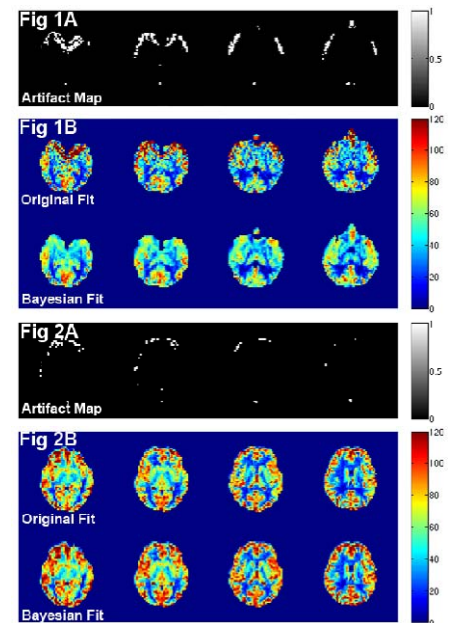 Fig 1A
1
0.5
0
Artifact Map
Fig 1B
120
100
80
60
40
20
0
Original Fit
Bayesian Fit
Fig 2A
1
0.5
0
Artifact Map
Fig 2B
120
100
80
60
40
20
0
Original Fit
Bayesian Fit